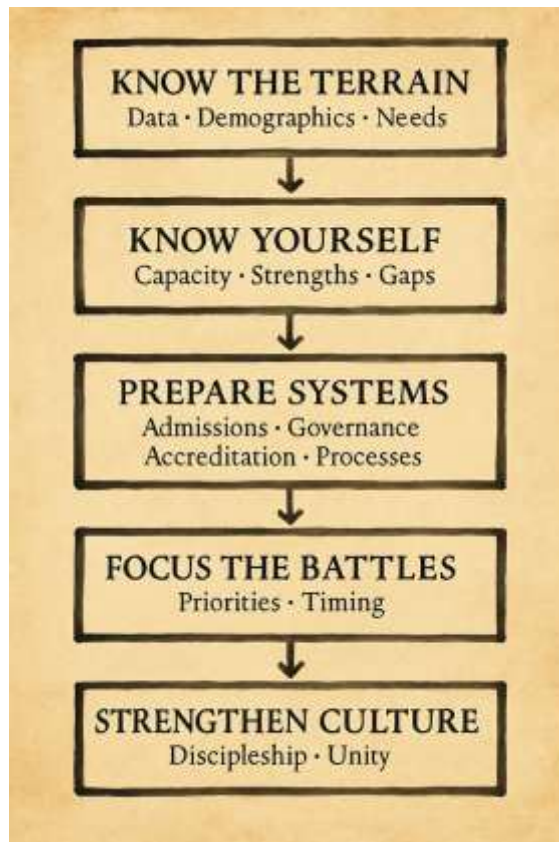 KNOW THE TERRAIN
Data · Demographics · Needs
KNOW YOURSELF
Capacity · Strengths · Gaps
PREPARE SYSTEMS
Admissions · Governance
Accreditation · Processes
FOCUS THE BATTLES
Priorities · Timing
STRENGTHEN CULTURE
Discipleship · Unity